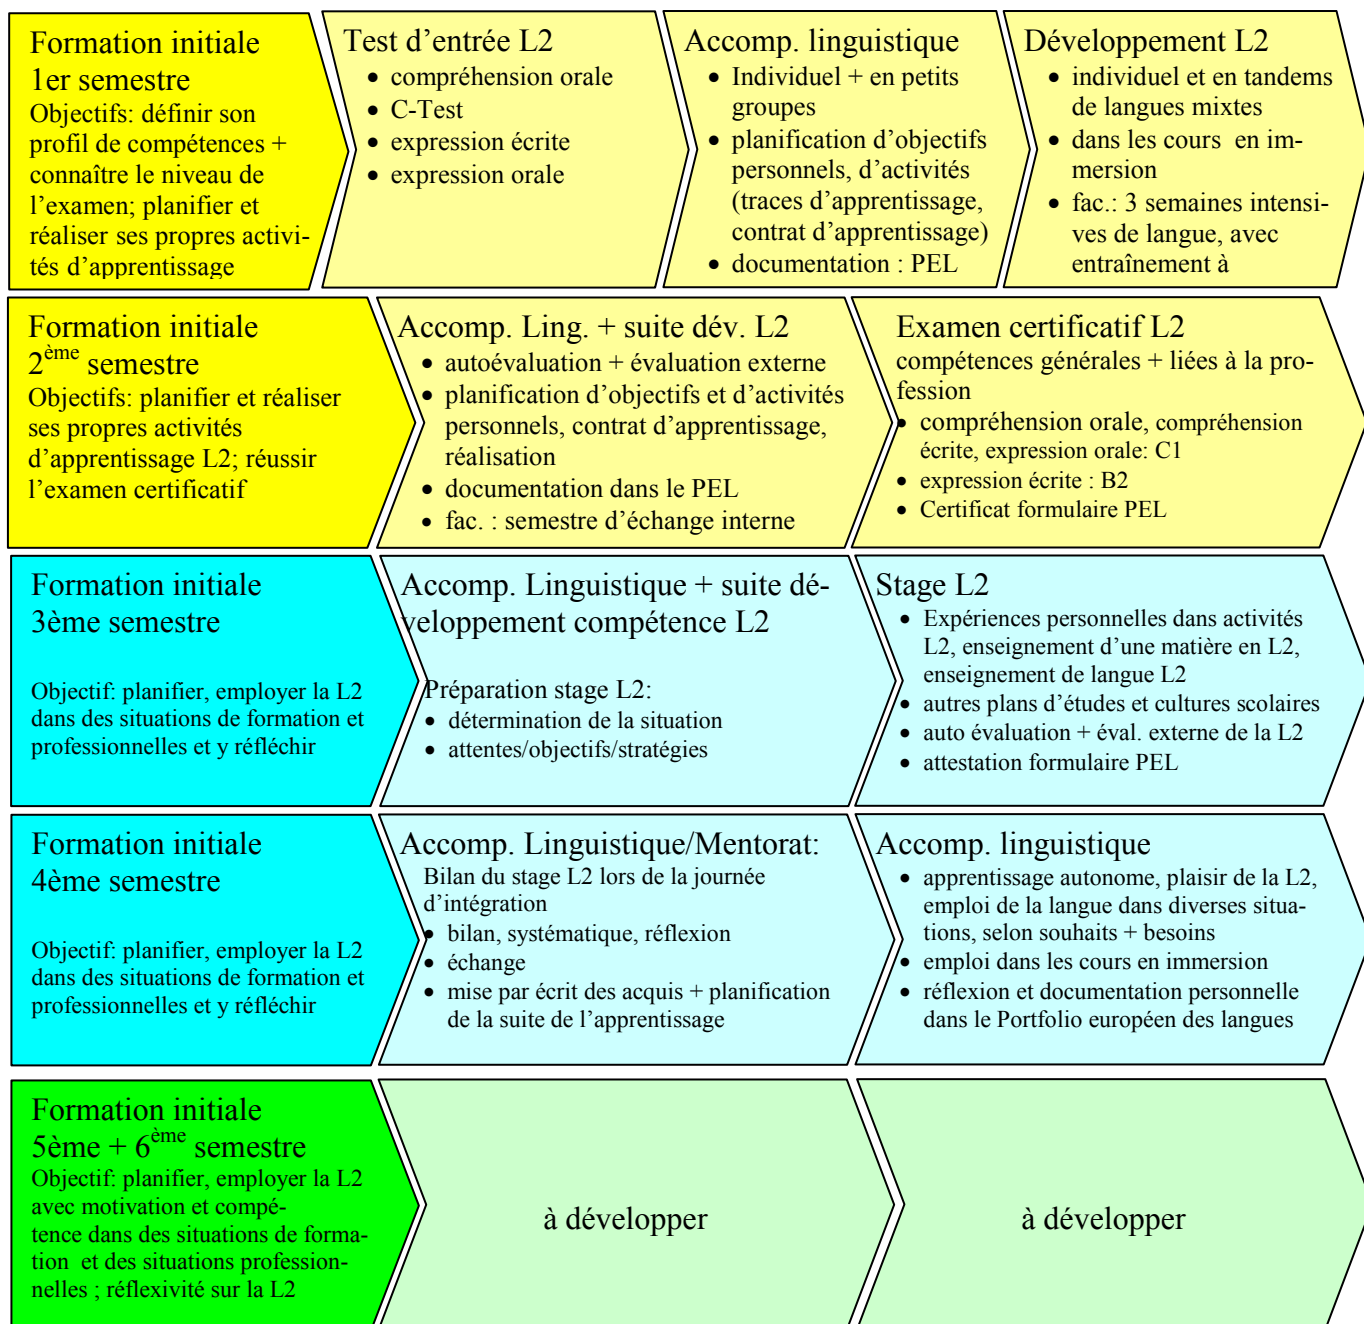 Formation initiale
1er semestre
Objectifs: définir son
profil de compétences +
connaître le niveau de
l’examen; planifier et
réaliser ses propres activi-
tés d’apprentissage
Test d’entrée L2
• compréhension orale
• C-Test
• expression écrite
• expression orale
Accomp. linguistique
• Individuel + en petits
groupes
• planification d’objectifs
personnels, d’activités
(traces d’apprentissage,
contrat d’apprentissage)
• documentation : PEL
Développement L2
• individuel et en tandems
de langues mixtes
• dans les cours en im-
mersion
• fac.: 3 semaines intensi-
ves de langue, avec
entraînement à
Formation initiale
2ème semestre
Objectifs: planifier et réaliser
ses propres activités
d’apprentissage L2; réussir
l’examen certificatif
Accomp. Ling. + suite dév. L2
• autoévaluation + évaluation externe
• planification d’objectifs et d’activités
personnels, contrat d’apprentissage,
réalisation
• documentation dans le PEL
• fac. : semestre d’échange interne
Examen certificatif L2
compétences générales + liées à la pro-
fession
• compréhension orale, compréhension
écrite, expression orale: C1
• expression écrite : B2
• Certificat formulaire PEL
Formation initiale
3ème semestre
Objectif: planifier, employer la L2
dans des situations de formation et
professionnelles et y réfléchir
Accomp. Linguistique + suite dé-
veloppement compétence L2
Préparation stage L2:
• détermination de la situation
• attentes/objectifs/stratégies
Stage L2
• Expériences personnelles dans activités
L2, enseignement d’une matière en L2,
enseignement de langue L2
• autres plans d’études et cultures scolaires
• auto évaluation + éval. externe de la L2
• attestation formulaire PEL
Formation initiale
4ème semestre
Objectif: planifier, employer la L2
dans des situations de formation et
professionnelles et y réfléchir
Accomp. Linguistique/Mentorat:
Bilan du stage L2 lors de la journée
d’intégration
• bilan, systématique, réflexion
• échange
• mise par écrit des acquis + planification
de la suite de l’apprentissage
Accomp. linguistique
• apprentissage autonome, plaisir de la L2,
emploi de la langue dans diverses situa-
tions, selon souhaits + besoins
• emploi dans les cours en immersion
• réflexion et documentation personnelle
dans le Portfolio européen des langues
Formation initiale
5ème + 6ème semestre
Objectif: planifier, employer la L2
avec motivation et compé-
tence dans des situations de forma-
tion et des situations profession-
nelles ; réflexivité sur la L2
à développer
à développer